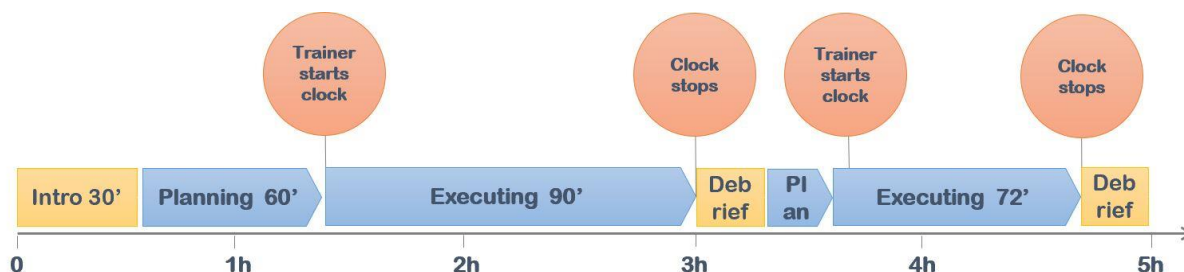 Trainer
starts
clock
Clock
stops
Trainer
starts
clock
Clock
stops
Intro 30’
Planning 60’
Executing 90’
Deb
rief
Pl
an
Executing 72’
Deb
rief
0
1h
2h
3h
4h
5h